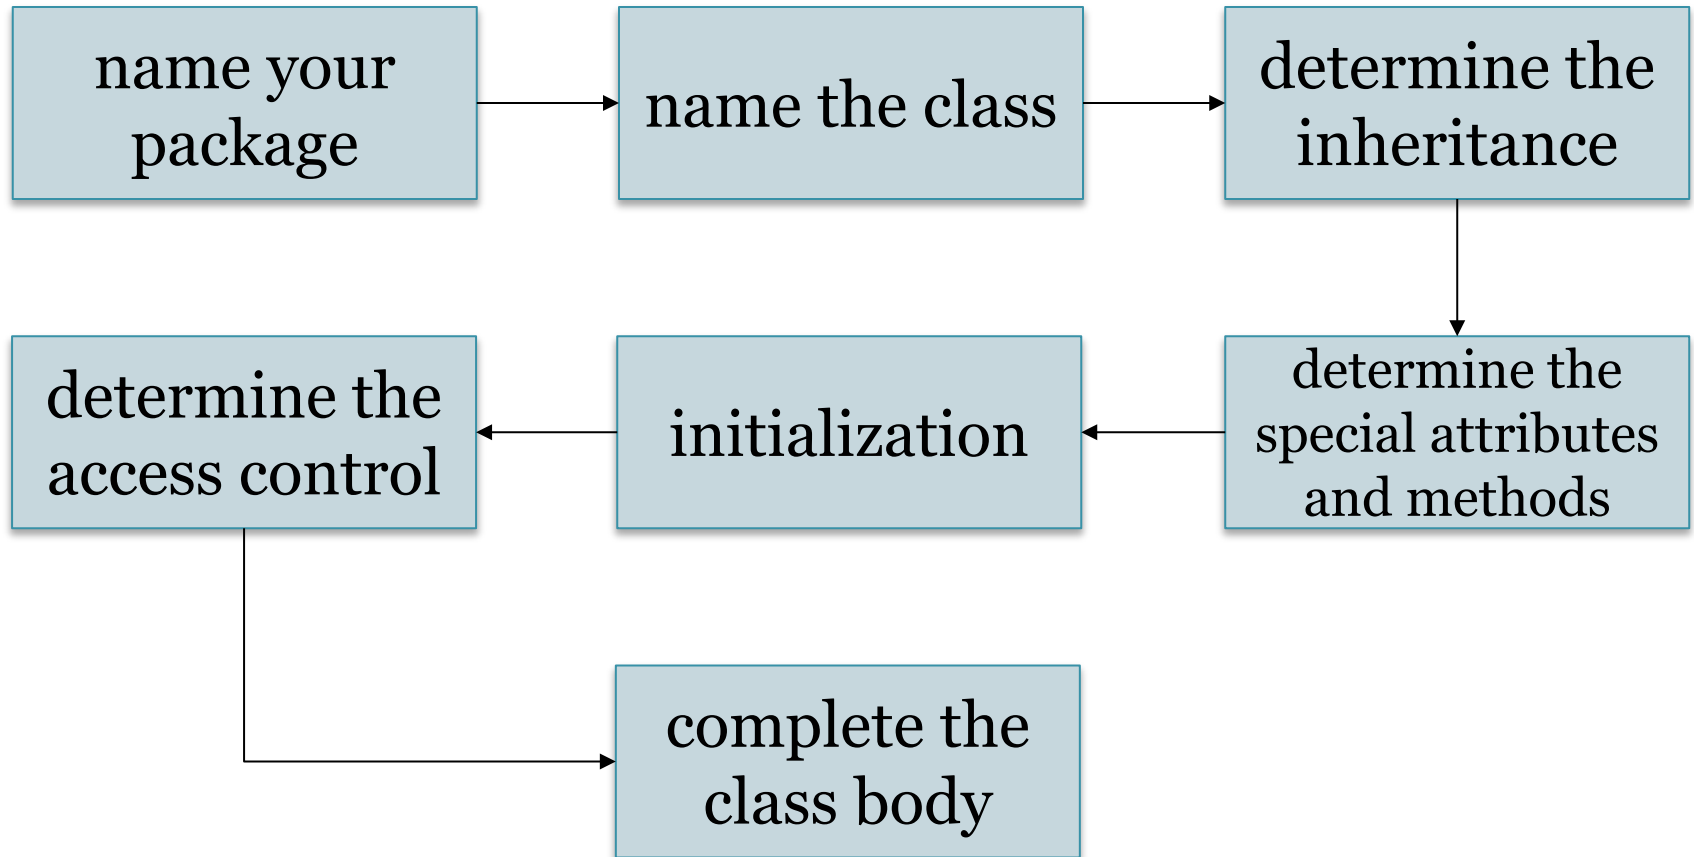 name your
package
name the class
determine the
inheritance
determine the
special attributes
and methods
initialization
determine the
access control
complete the
class body